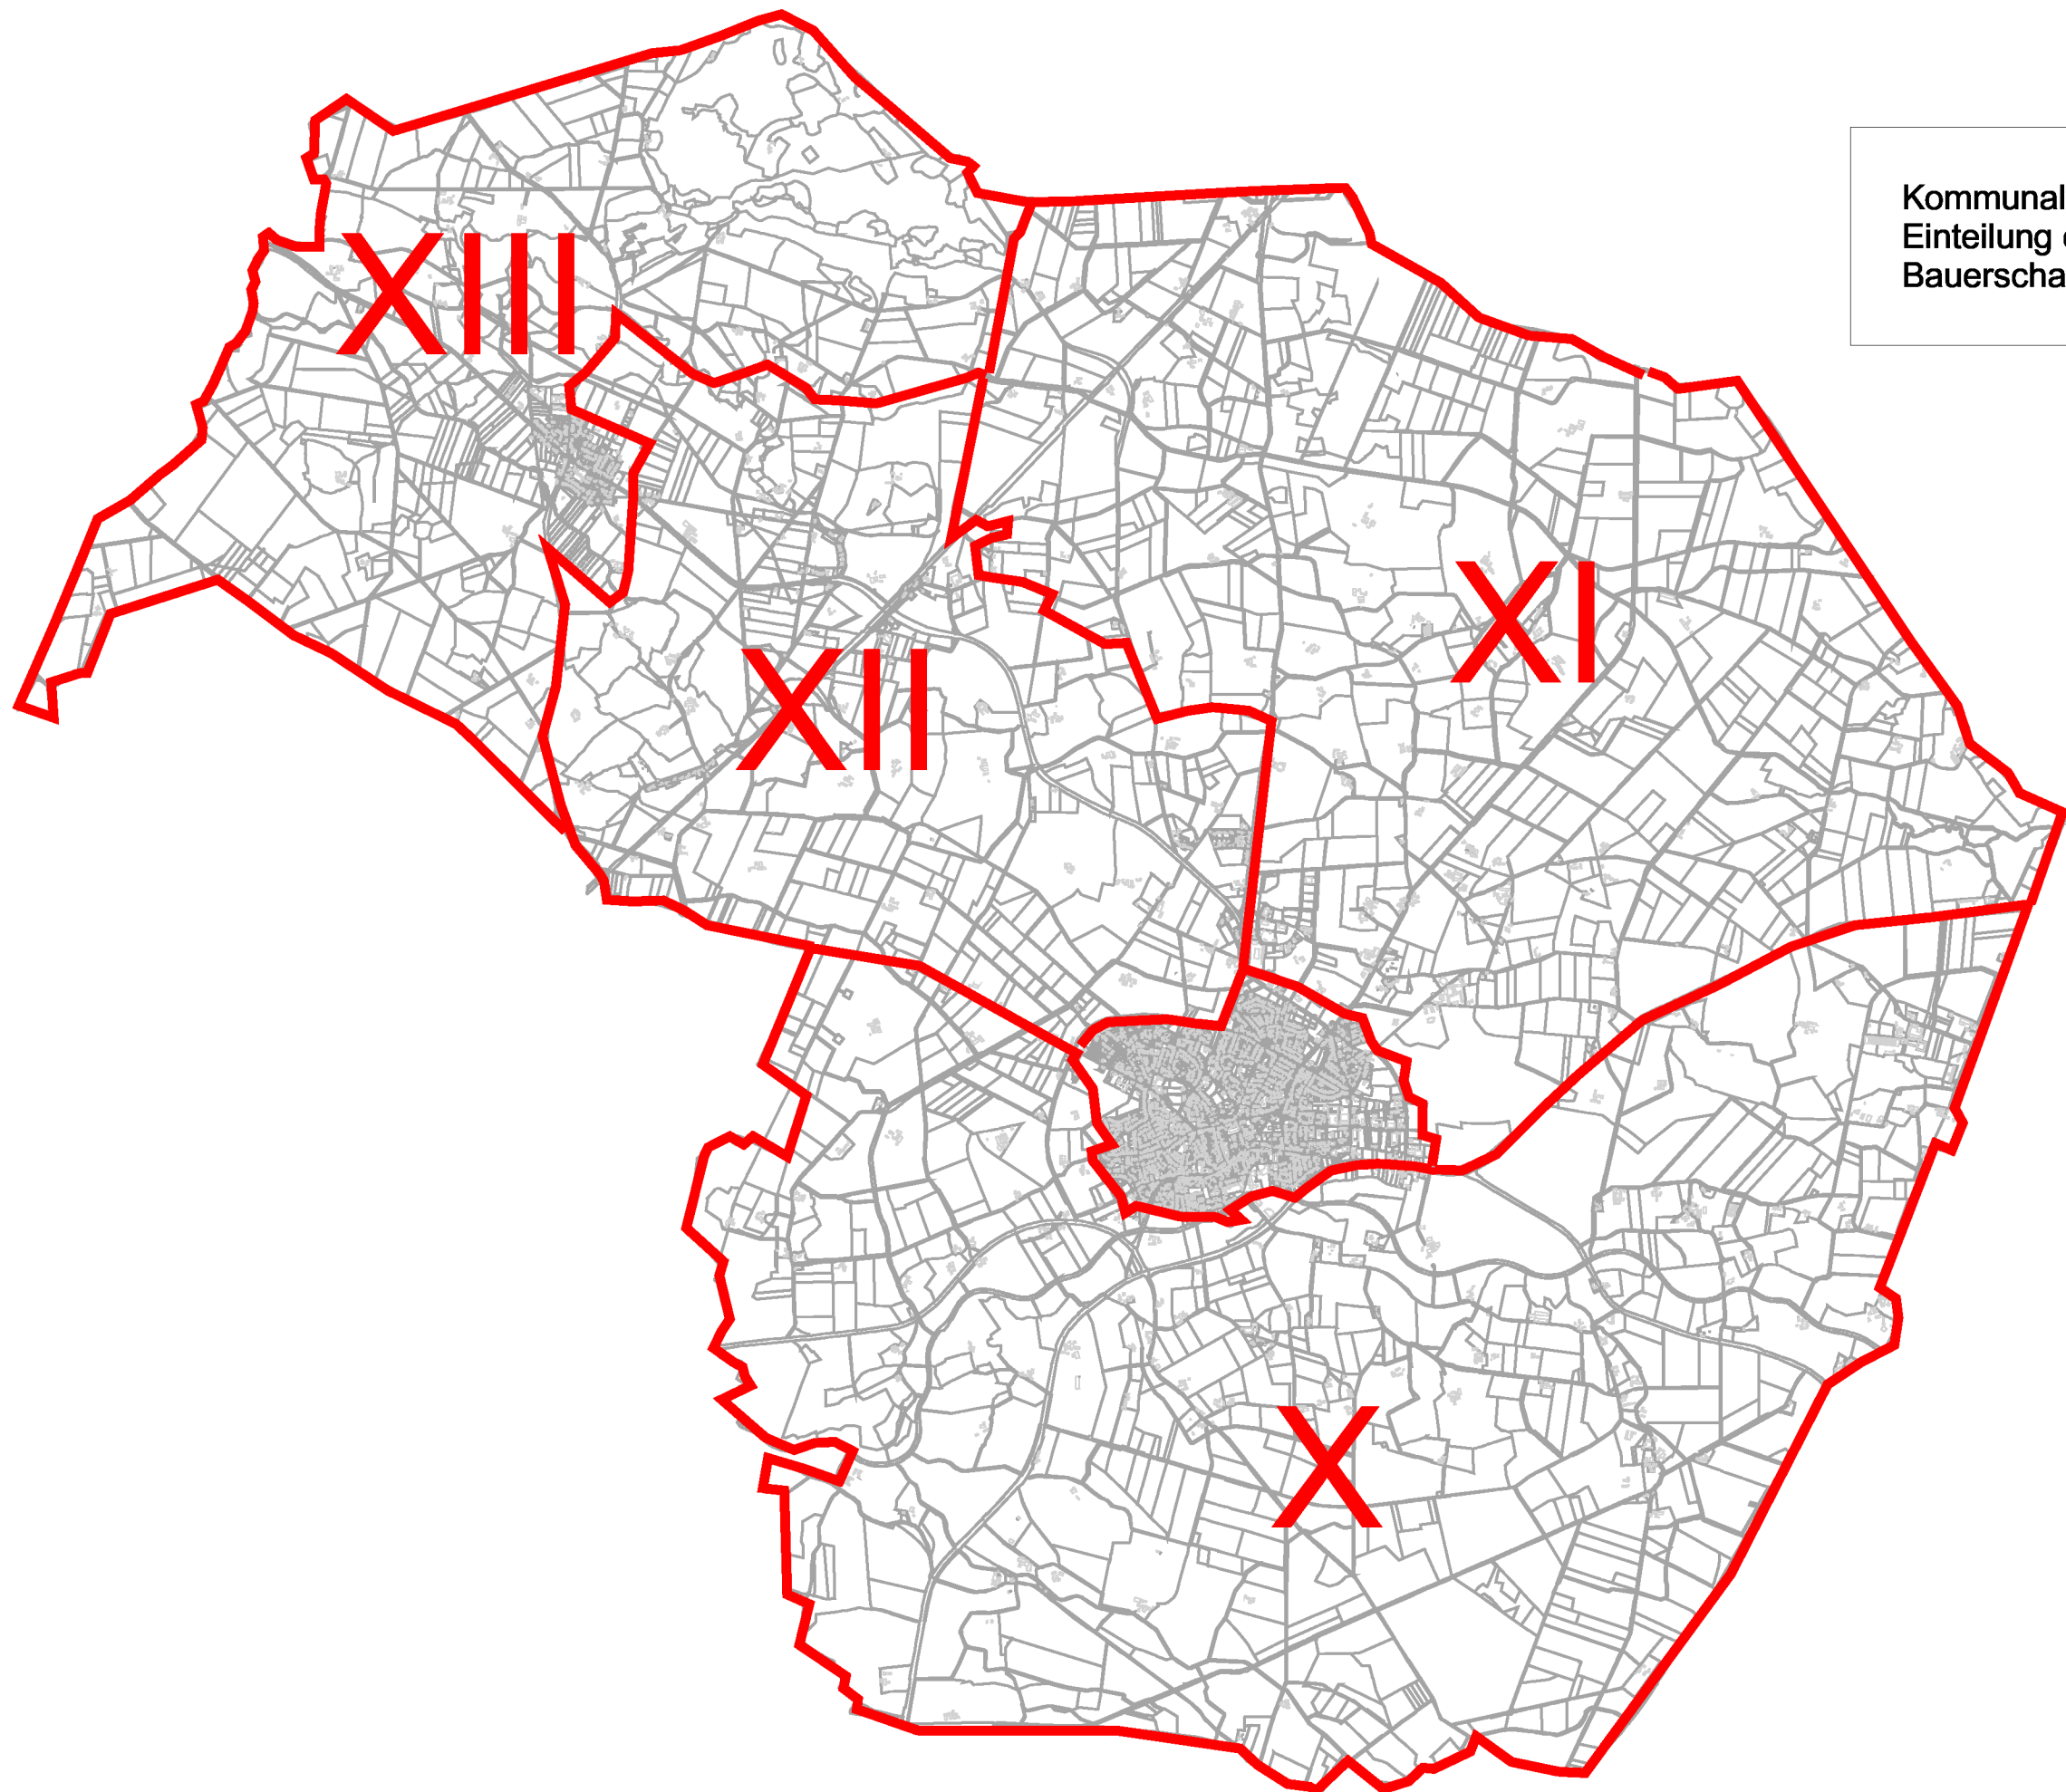 Kommunal
Einteilung
Bauerscha
XIII
XI
XII
X